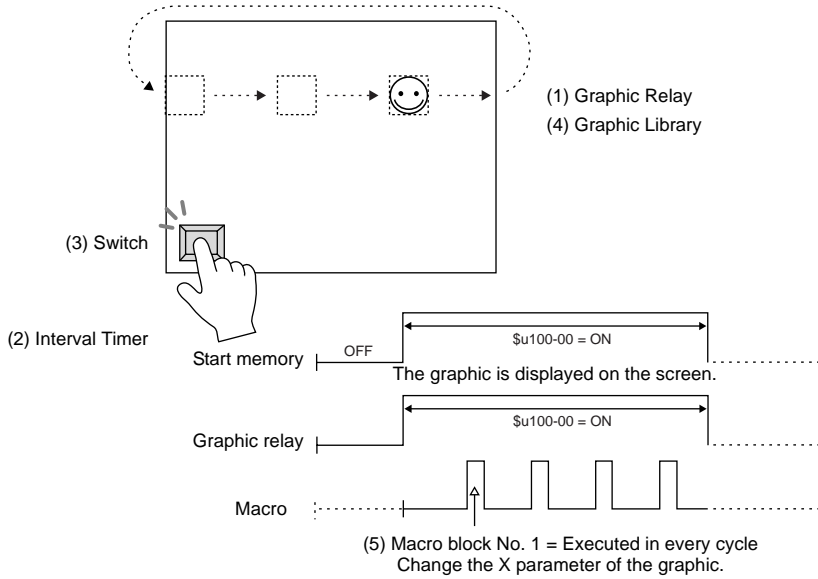 (1) Graphic Relay
(4) Graphic Library
(3) Switch
(2) Interval Timer
Start memory
OFF
$u100-00 = ON
The graphic is displayed on the screen.
$u100-00 = ON
Graphic relay
Macro
(5) Macro block No. 1 = Executed in every cycle
Change the X parameter of the graphic.